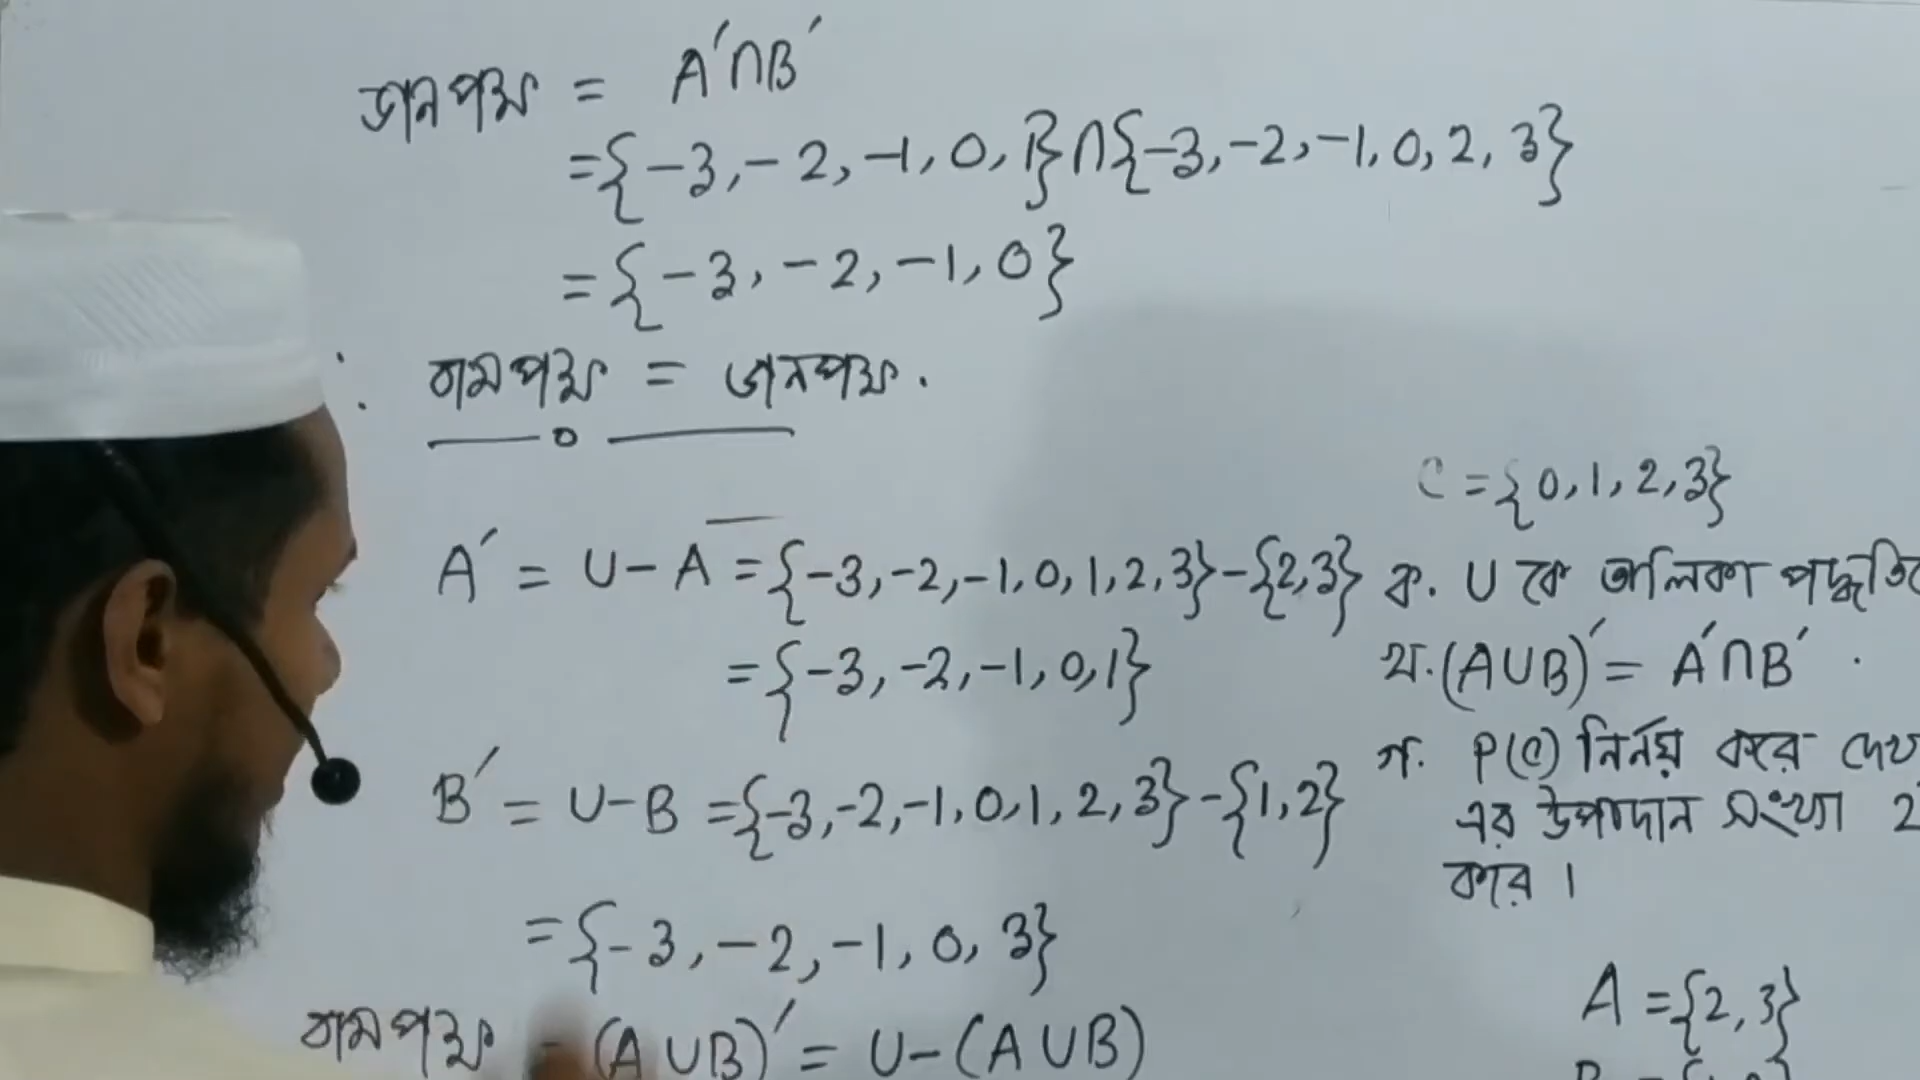 ডানপক্ষ = A′∩B′
={-3,-2,-1,0,1}∩{-3,-2,-1,0,2,3}
={-3,-2,-1,0}
∴ বামপক্ষ = ডানপক্ষ.
A′ = U-A ={-3,-2,-1,0,1,2,3}-{2,3}
={-3,-2,-1,0,1}
B′ = U-B ={-3,-2,-1,0,1,2,3}-{1,2}
={-3,-2,-1,0,3}
বামপক্ষ = (A∪B)′ = U-(A∪B)
C ={0,1,2,3}
ক. U কে তালিকা পদ্ধতিতে
খ. (A∪B)′ = A′∩B′.
গ. P(C) নির্নয় করে
এর উপাদান সংখ্যা 2
করে।
A ={2,3}